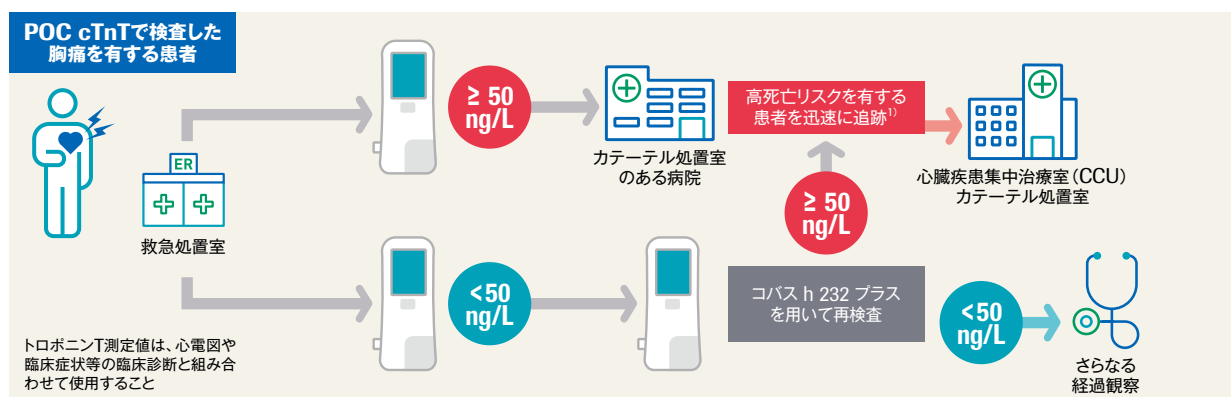 POC cTnTで検査した
胸痛を有する患者
ER
救急処置室
トロポニンT測定値は、心電図や
臨床症状等の臨床診断と組み合
わせて使用すること
≥ 50
ng/L
カテーテル処置室
のある病院
高死亡リスクを有する
患者を迅速に追跡1)
心臓疾患集中治療室(CCU)
カテーテル処置室
≥ 50
ng/L
<50
ng/L
コバス h 232 プラス
を用いて再検査
<50
ng/L
さらなる
経過観察